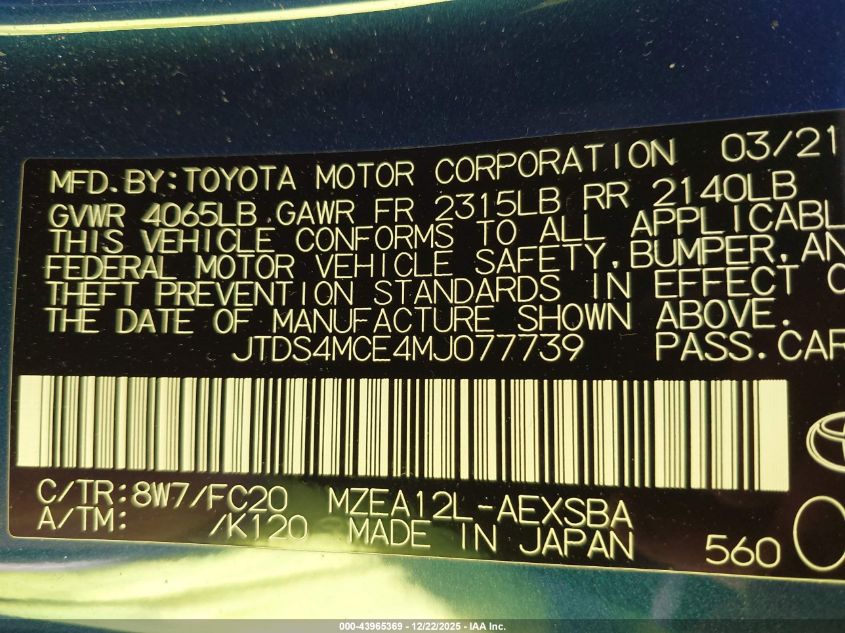 MFD. BY: TOYOTA MOTOR CORPORATION 03/21
GVWR 4065LB GAWR FR 2315LB RR 2140LB
THIS VEHICLE CONFORMS TO ALL APPLICABL
FEDERAL MOTOR VEHICLE SAFETY, BUMPER, AN
THEFT PREVENTION STANDARDS IN EFFECT O
THE DATE OF MANUFACTURE SHOWN ABOVE.
JTDS4MCE4MJ077739 PASS. CAR
C/TR: 8W7/FC20 MZEA12L-AEXSBA
A/TM: /K120 MADE IN JAPAN 560
000-43965369 - 12/22/2025 - IAA Inc.